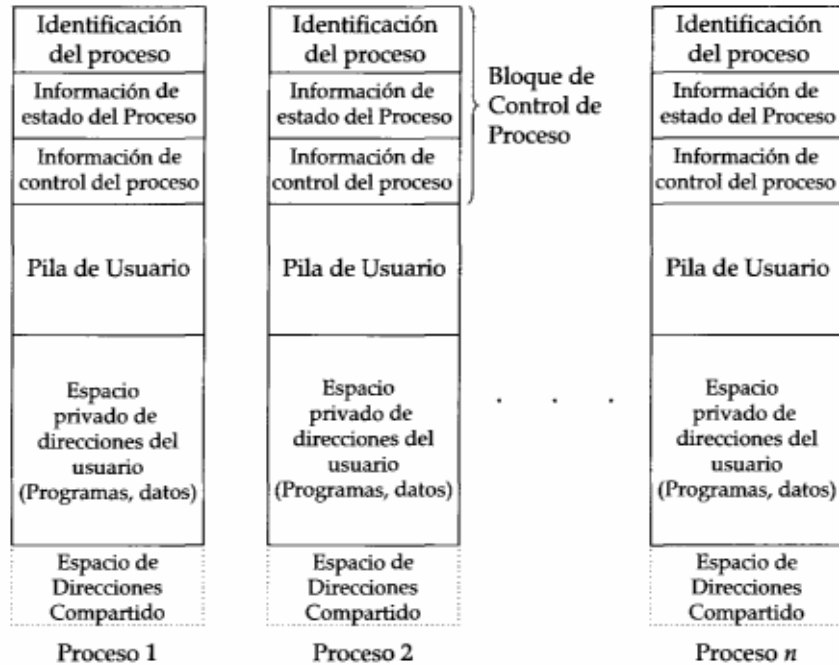 Identificación
del proceso
Información de
estado del Proceso
Información de
control del proceso
Pila de Usuario
Espacio
privado de
direcciones del
usuario
(Programas, datos)
Espacio de
Direcciones
Compartido
Proceso 1
Identificación
del proceso
Información de
estado del Proceso
Información de
control del proceso
Pila de Usuario
Espacio
privado de
direcciones del
usuario
(Programas, datos)
Espacio de
Direcciones
Compartido
Proceso 2
Bloque de
Control de
Proceso
. . .
Identificación
del proceso
Información de
estado del Proceso
Información de
control del proceso
Pila de Usuario
Espacio
privado de
direcciones del
usuario
(Programas, datos)
Espacio de
Direcciones
Compartido
Proceso n